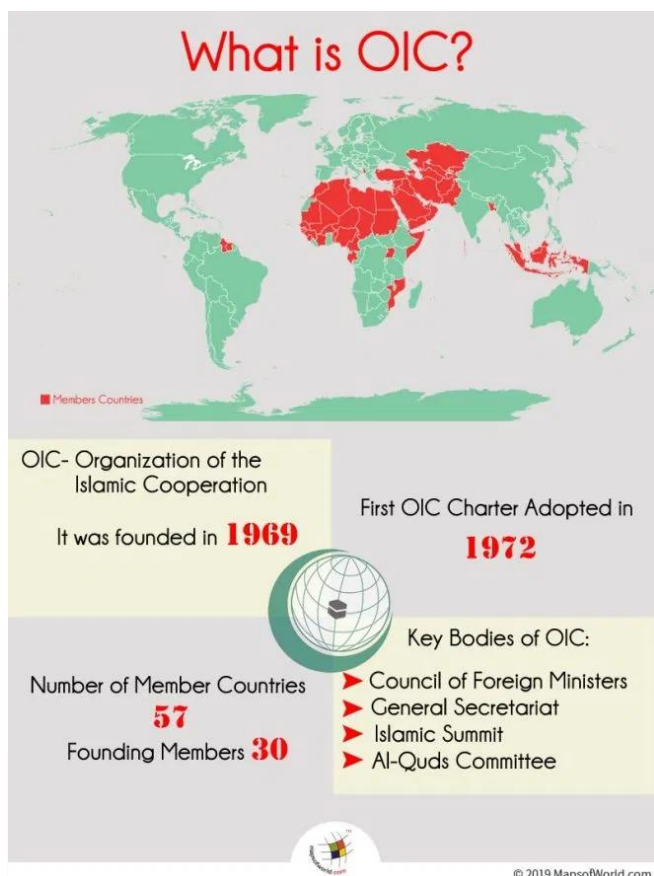 What is OIC?
Members Countries
OIC- Organization of the
Islamic Cooperation
It was founded in 1969
First OIC Charter Adopted in
1972
Number of Member Countries
57
Founding Members 30
Key Bodies of OIC:
Council of Foreign Ministers
General Secretariat
Islamic Summit
Al-Quds Committee
mapsofworld.com
© 2019 MapsofWorld.com